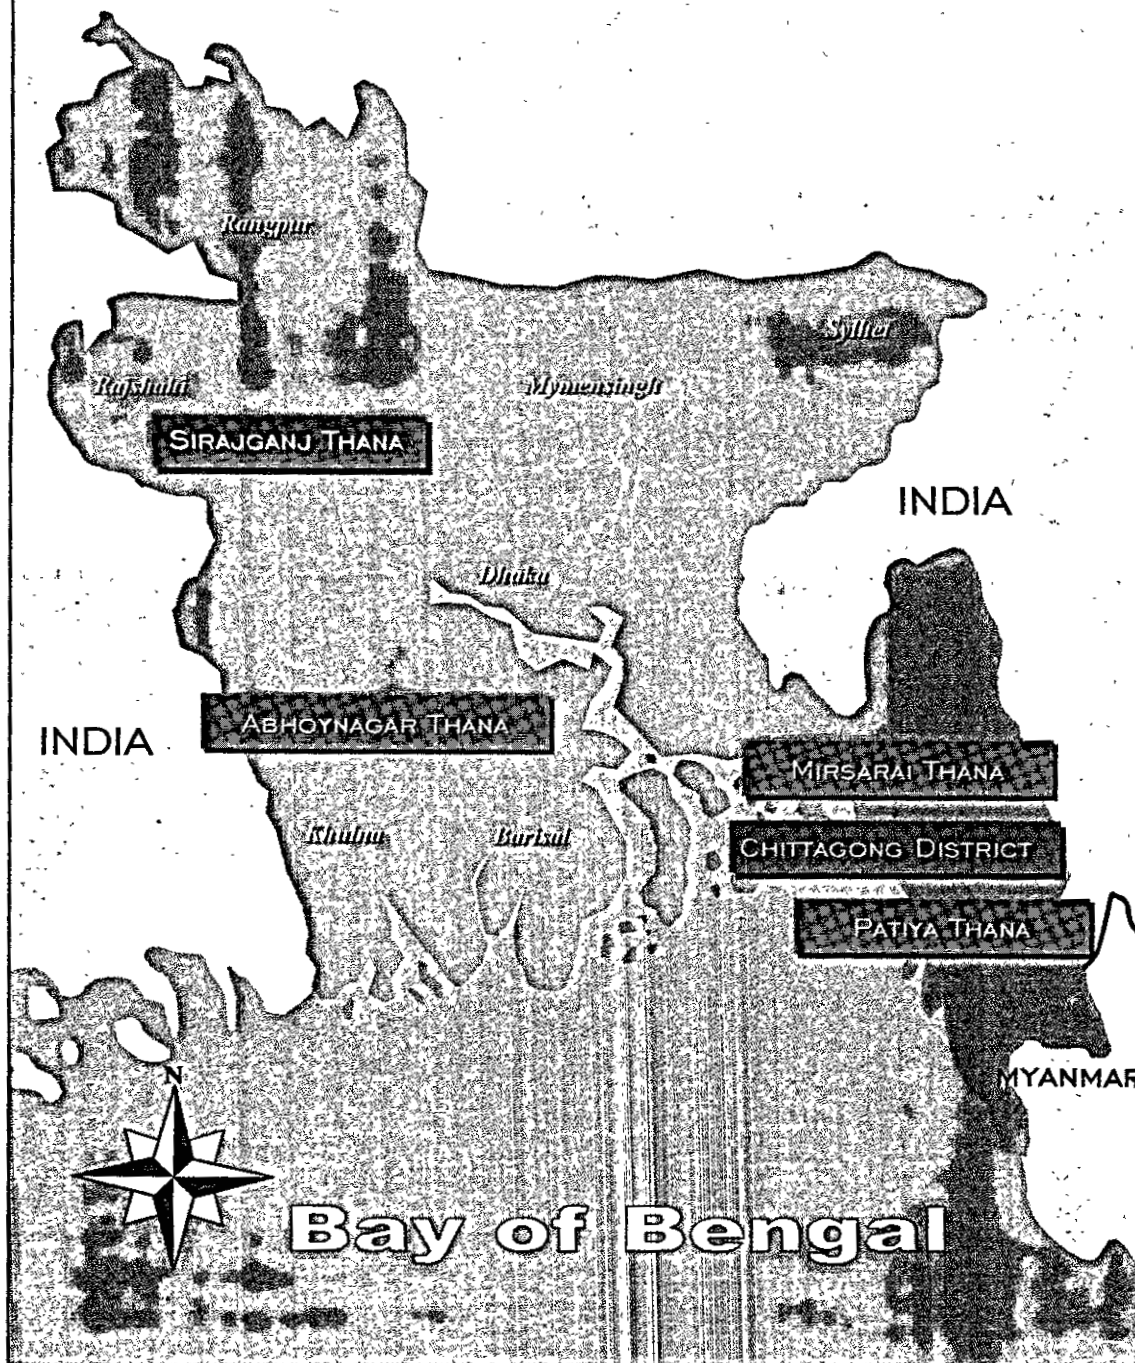 Rangpur
Sylhet
Rajshahi
Mymensingh
SIRAJGANJ THANA
INDIA
Dhaka
ABHOYNAGAR THANA
INDIA
MIRSARAI THANA
Khulna
Barisal
CHITTAGONG DISTRICT
PATIYA THANA
N
MYANMAR
Bay of Bengal